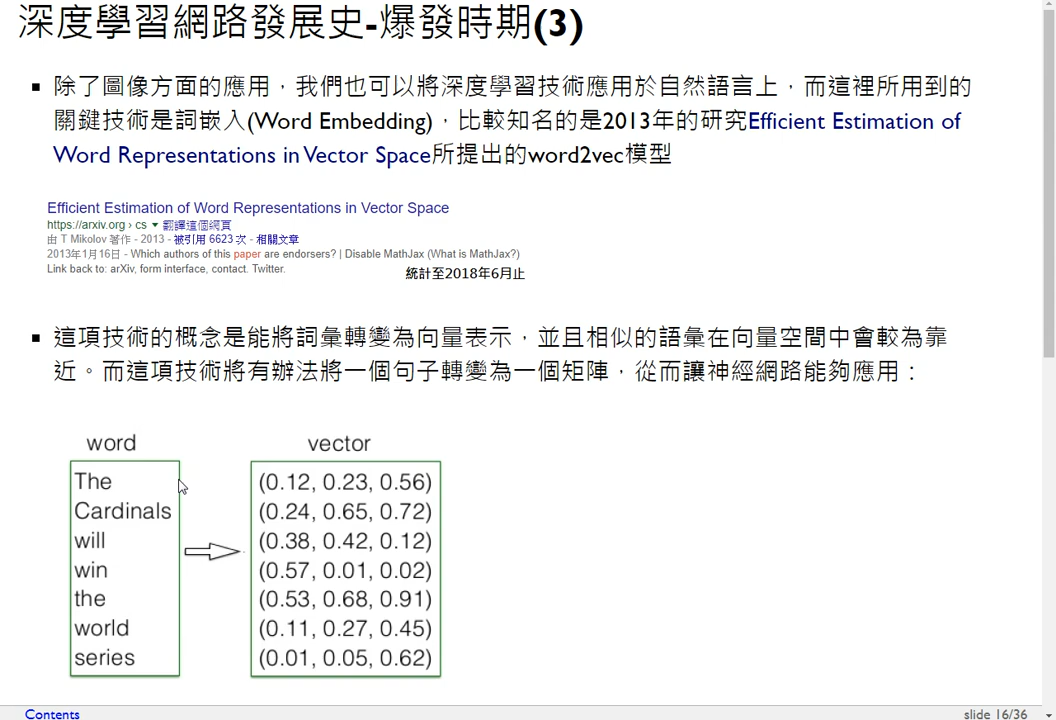 深度學習網路發展史-爆發時期(3)
▪ 除了圖像方面的應用，我們也可以將深度學習技術應用於自然語言上，而這裡所用到的
關鍵技術是詞嵌入(Word Embedding)，比較知名的是2013年的研究Efficient Estimation of
Word Representations in Vector Space所提出的word2vec模型
Efficient Estimation of Word Representations in Vector Space
https://arxiv.org › cs ▾ 翻譯這個網頁
由 T Mikolov 著作 - 2013 - 被引用 6623 次 - 相關文章
2013年1月16日 - Which authors of this paper are endorsers? | Disable MathJax (What is MathJax?)
Link back to: arXiv, form interface, contact. Twitter.
統計至2018年6月止
▪ 這項技術的概念是能將詞彙轉變為向量表示，並且相似的語彙在向量空間中會較為靠
近。而這項技術將有辦法將一個句子轉變為一個矩陣，從而讓神經網路能夠應用：
word vector
The (0.12, 0.23, 0.56)
Cardinals (0.24, 0.65, 0.72)
will (0.38, 0.42, 0.12)
win (0.57, 0.01, 0.02)
the (0.53, 0.68, 0.91)
world (0.11, 0.27, 0.45)
series (0.01, 0.05, 0.62)
Contents slide 16/36